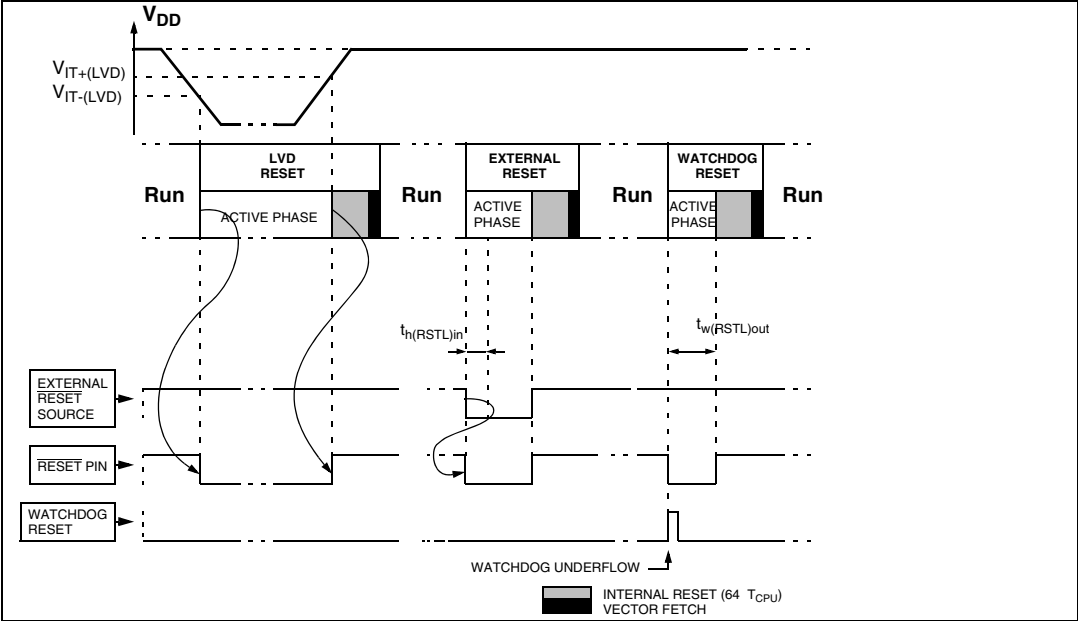 VDD
VIT+(LVD)
VIT-(LVD)
LVD
RESET
EXTERNAL
RESET
WATCHDOG
RESET
Run
ACTIVE PHASE
Run
ACTIVE
PHASE
Run
ACTIVE
PHASE
Run
th(RSTL)in
tw(RSTL)out
EXTERNAL
RESET
SOURCE
RESET PIN
WATCHDOG
RESET
WATCHDOG UNDERFLOW
INTERNAL RESET (64 TCPU)
VECTOR FETCH